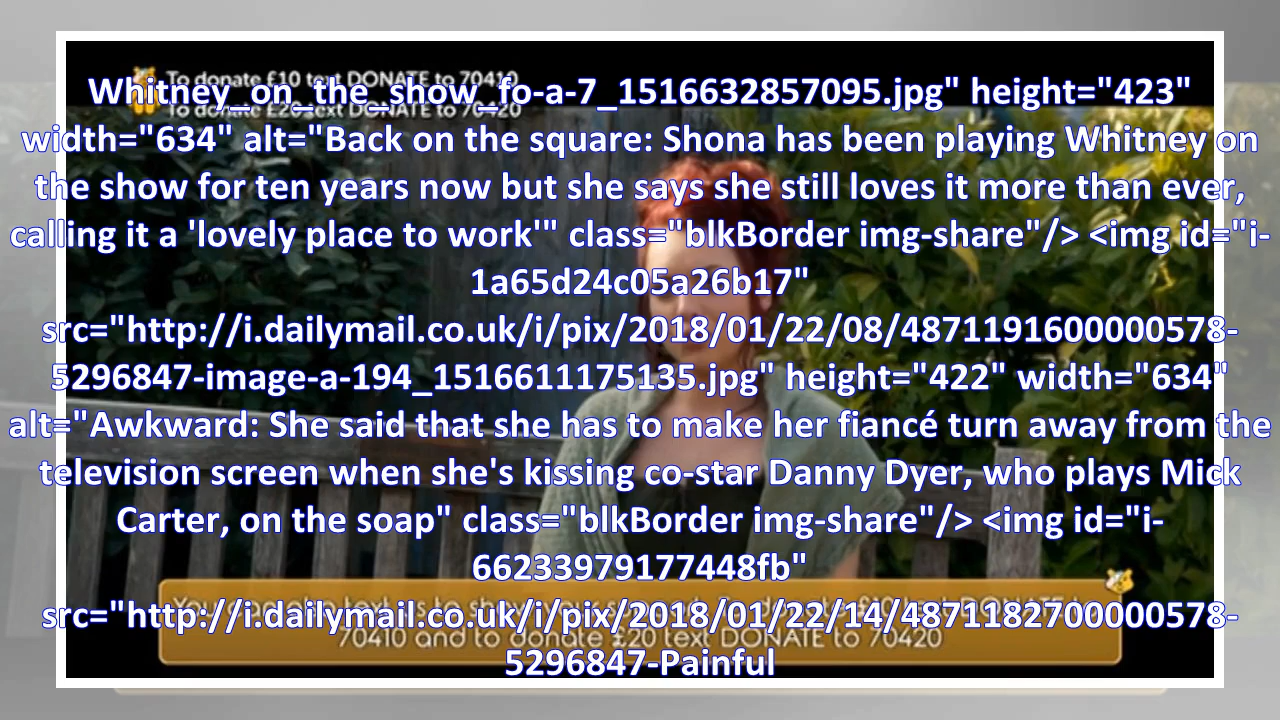 To donate £10 text DONATE to 70410
To donate £20 text DONATE to 70420
Whitney_on_the_show_fo-a-7_1516632857095.jpg" height="423"
width="634" alt="Back on the square: Shona has been playing Whitney on
the show for ten years now but she says she still loves it more than ever,
calling it a 'lovely place to work'" class="blkBorder img-share"/> <img id="i-
1a65d24c05a26b17"
src="http://i.dailymail.co.uk/i/pix/2018/01/22/08/4871191600000578-
5296847-image-a-194_1516611175135.jpg" height="422" width="634"
alt="Awkward: She said that she has to make her fiancé turn away from the
television screen when she's kissing co-star Danny Dyer, who plays Mick
Carter, on the soap" class="blkBorder img-share"/> <img id="i-
66233979177448fb"
src="http://i.dailymail.co.uk/i/pix/2018/01/22/14/4871182700000578-
5296847-Painful
70410 and to donate £20 text DONATE to 70420